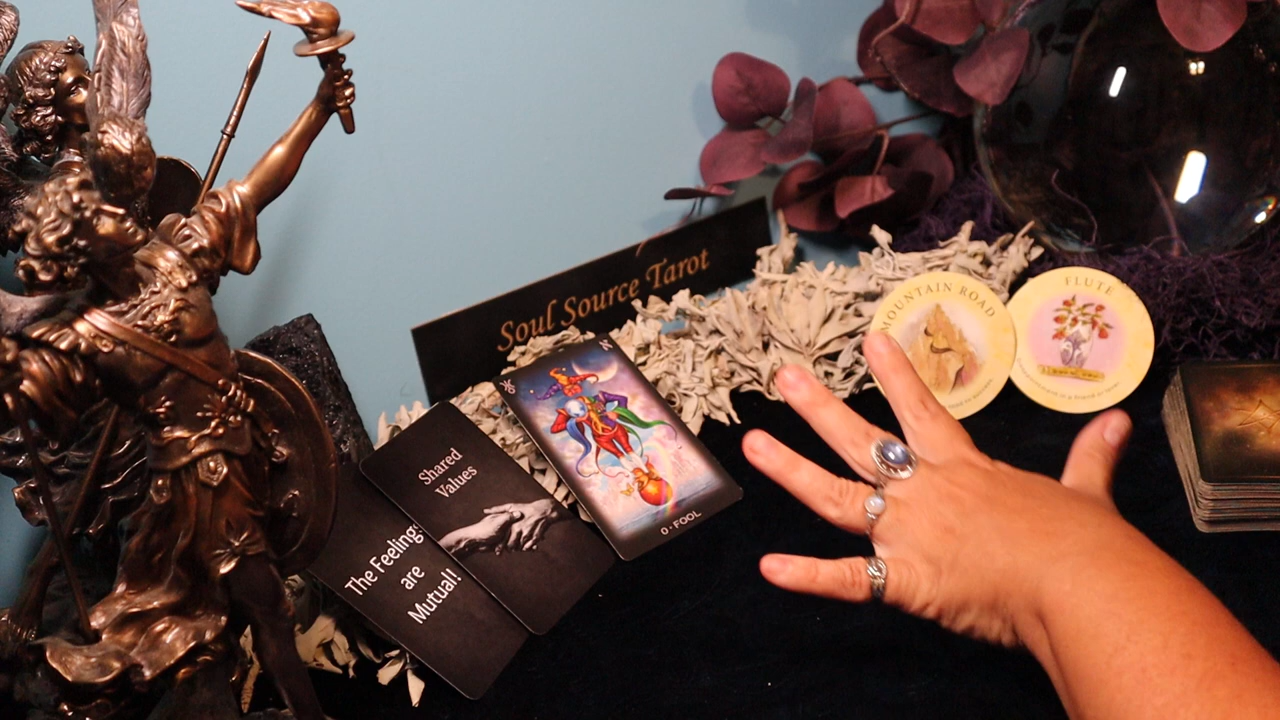 Soul Source Tarot
MOUNTAIN ROAD
FLUTE
Shared
Values
0 · FOOL
The Feelings
are
Mutual!